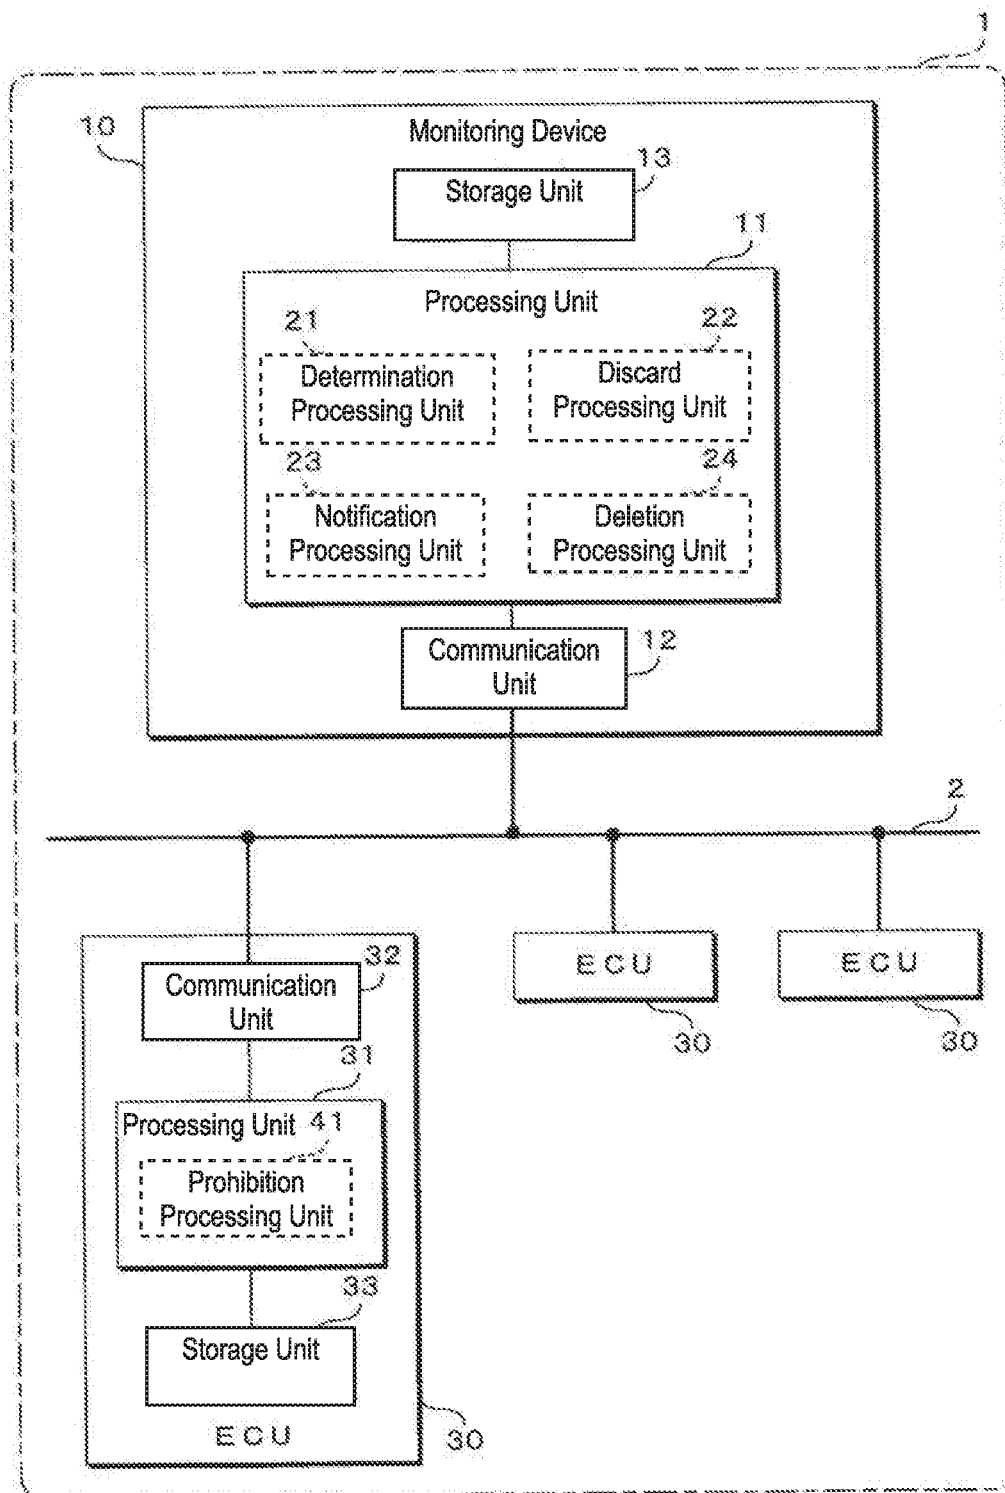 1
10
Monitoring Device
13
Storage Unit
11
Processing Unit
21
22
Determination
Processing Unit
Discard
Processing Unit
23
24
Notification
Processing Unit
Deletion
Processing Unit
Communication
Unit
12
2
32
Communication
Unit
ECU
ECU
30
30
31
Processing Unit
41
Prohibition
Processing Unit
33
Storage Unit
ECU
30